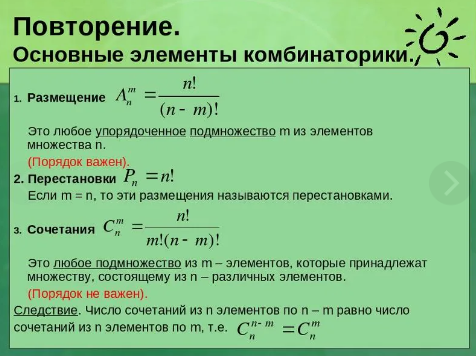 Повторение.
Основные элементы комбинаторики.
1. Размещение A_n^m = n! / (n - m)!
Это любое упорядоченное подмножество m из элементов
множества n.
(Порядок важен).
2. Перестановки P_n = n!
Если m = n, то эти размещения называются перестановками.
3. Сочетания C_n^m = n! / m!(n - m)!
Это любое подмножество из m – элементов, которые принадлежат
множеству, состоящему из n – различных элементов.
(Порядок не важен).
Следствие. Число сочетаний из n элементов по n – m равно число
сочетаний из n элементов по m, т.е. C_n^{n-m} = C_n^m